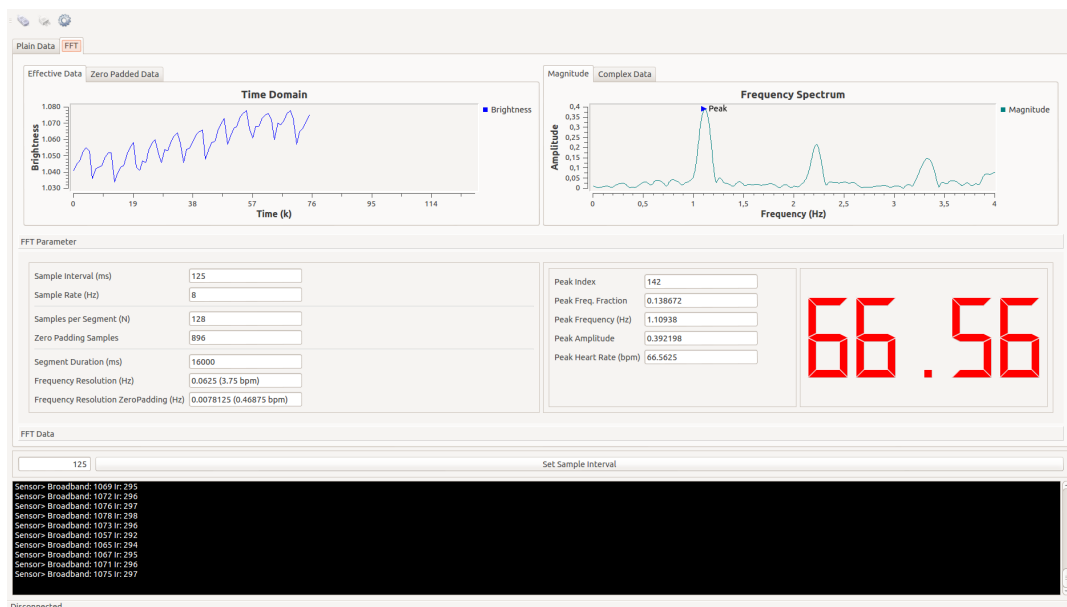 Plain Data FFT
Effective Data Zero Padded Data
Time Domain
1.080
1.070
1.060
1.050
1.040
1.030
Brightness
0 19 38 57 76 95 114
Time (k)
Brightness
Magnitude Complex Data
Frequency Spectrum
0,4
0,35
0,3
0,25
0,2
0,15
0,1
0,05
0
Amplitude
Peak
0 0,5 1 1,5 2 2,5 3 3,5 4
Frequency (Hz)
Magnitude
FFT Parameter
Sample Interval (ms) 125
Sample Rate (Hz) 8
Samples per Segment (N) 128
Zero Padding Samples 896
Segment Duration (ms) 16000
Frequency Resolution (Hz) 0.0625 (3.75 bpm)
Frequency Resolution ZeroPadding (Hz) 0.0078125 (0.46875 bpm)
Peak Index 142
Peak Freq. Fraction 0.138672
Peak Frequency (Hz) 1.10938
Peak Amplitude 0.392198
Peak Heart Rate (bpm) 66.5625
66.56
FFT Data
125 Set Sample Interval
Sensor> Broadband: 1069 Ir: 295
Sensor> Broadband: 1072 Ir: 296
Sensor> Broadband: 1076 Ir: 297
Sensor> Broadband: 1078 Ir: 298
Sensor> Broadband: 1073 Ir: 296
Sensor> Broadband: 1057 Ir: 292
Sensor> Broadband: 1065 Ir: 294
Sensor> Broadband: 1067 Ir: 295
Sensor> Broadband: 1071 Ir: 296
Sensor> Broadband: 1075 Ir: 297
Disconnected